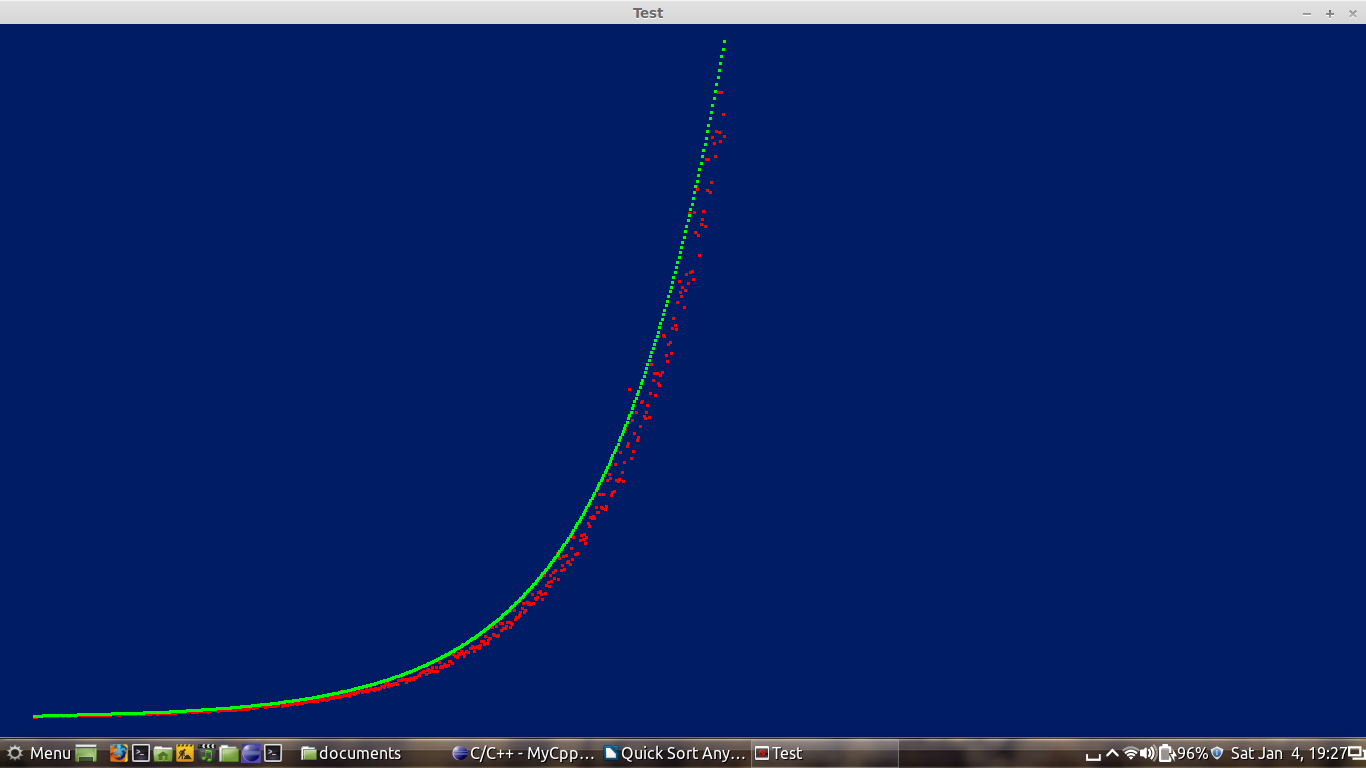 Test
Menu
documents
C/C++ - MyCpp...
Quick Sort Any...
Test
96%
Sat Jan 4, 19:27